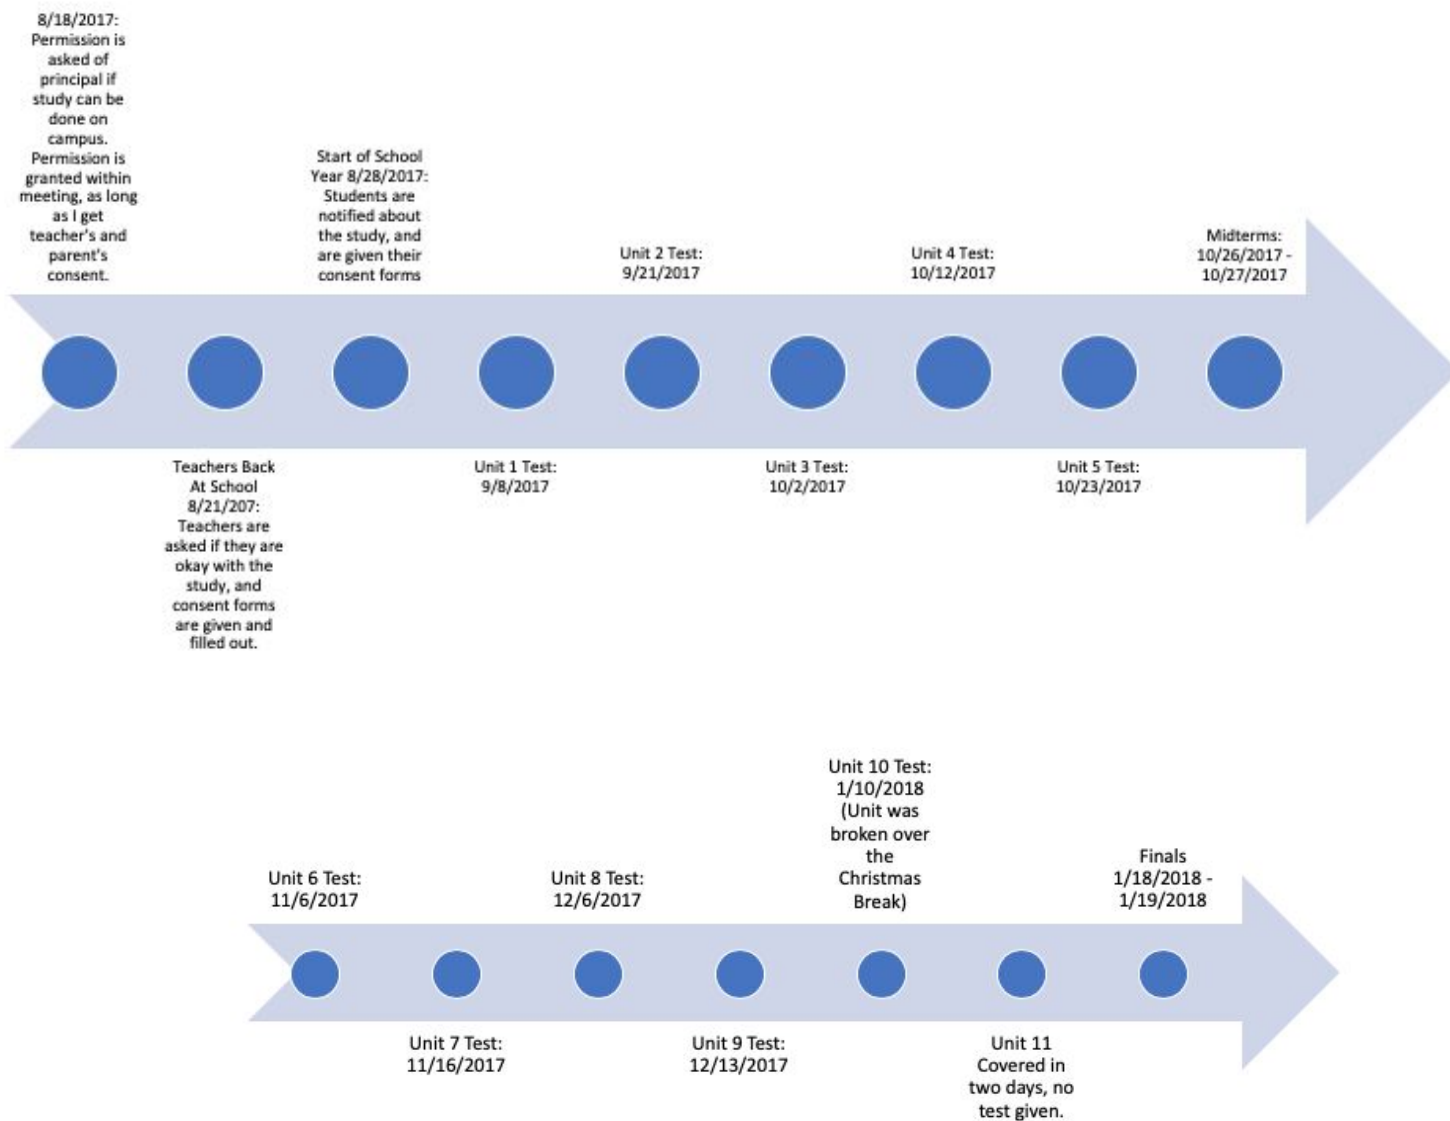 8/18/2017:
Permission is
asked of
principal if
study can be
done on
campus.
Permission is
granted within
meeting, as long
as I get
teacher's and
parent's
consent.
Teachers Back
At School
8/21/207:
Teachers are
asked if they are
okay with the
study, and
consent forms
are given and
filled out.
Start of School
Year 8/28/2017:
Students are
notified about
the study, and
are given their
consent forms
Unit 1 Test:
9/8/2017
Unit 2 Test:
9/21/2017
Unit 3 Test:
10/2/2017
Unit 4 Test:
10/12/2017
Unit 5 Test:
10/23/2017
Midterms:
10/26/2017 -
10/27/2017
Unit 6 Test:
11/6/2017
Unit 7 Test:
11/16/2017
Unit 8 Test:
12/6/2017
Unit 9 Test:
12/13/2017
Unit 10 Test:
1/10/2018
(Unit was
broken over
the
Christmas
Break)
Unit 11
Covered in
two days, no
test given.
Finals
1/18/2018 -
1/19/2018